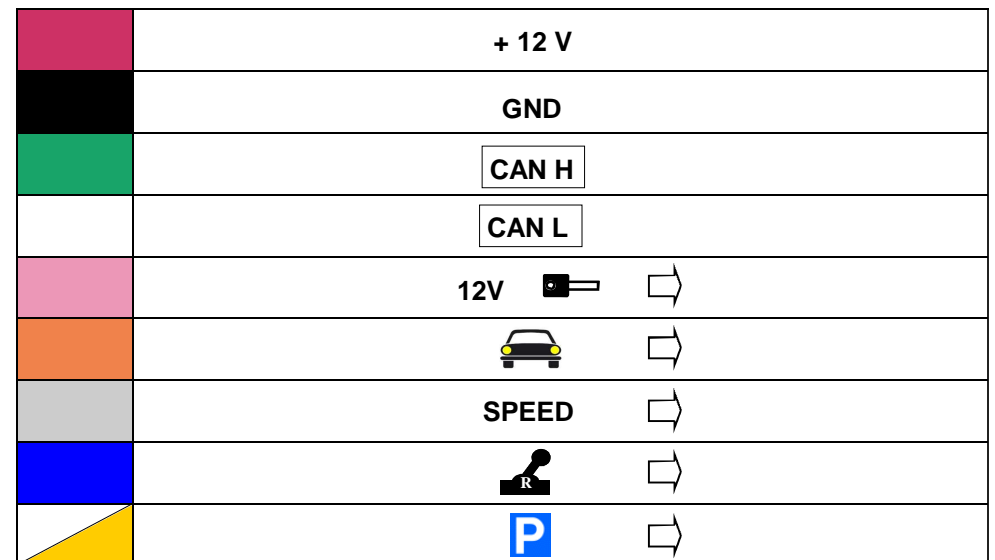 + 12 V
GND
CAN H
CAN L
12V
SPEED
R
P